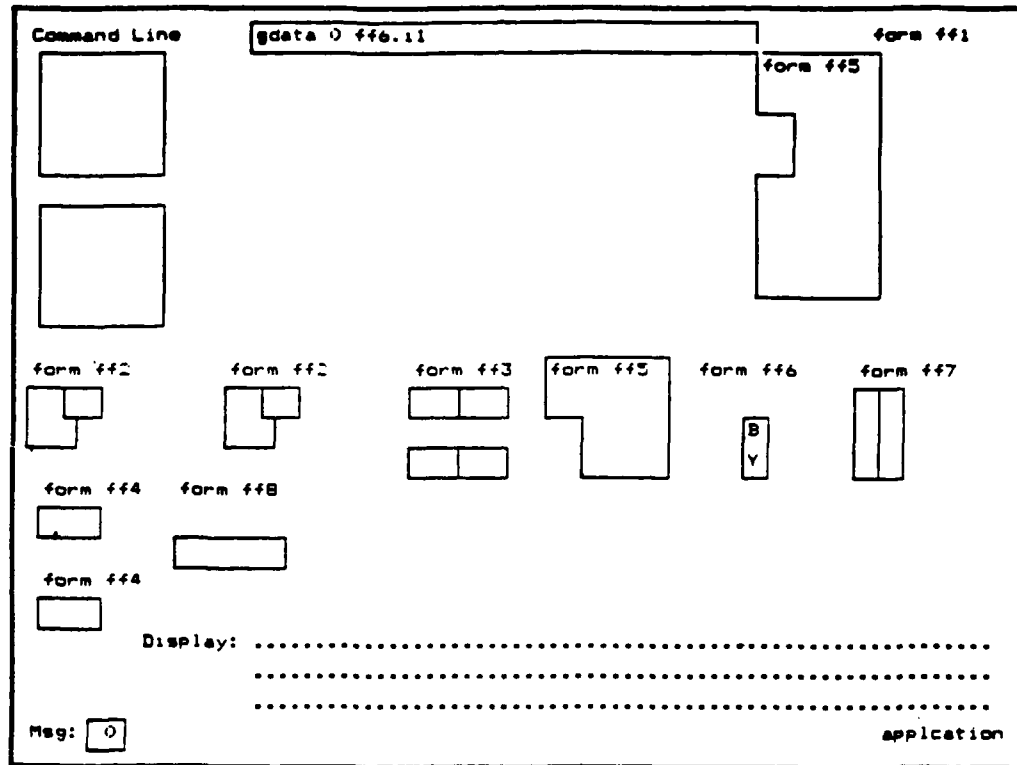 Command Line gdata 0 ff6.i1 form ff1
form ff5
form ff2 form ff2 form ff3 form ff5 form ff6 form ff7
B
Y
form ff4 form ff8
form ff4
Display: ..........................................................
..........................................................
..........................................................
Msg: 0 applcation